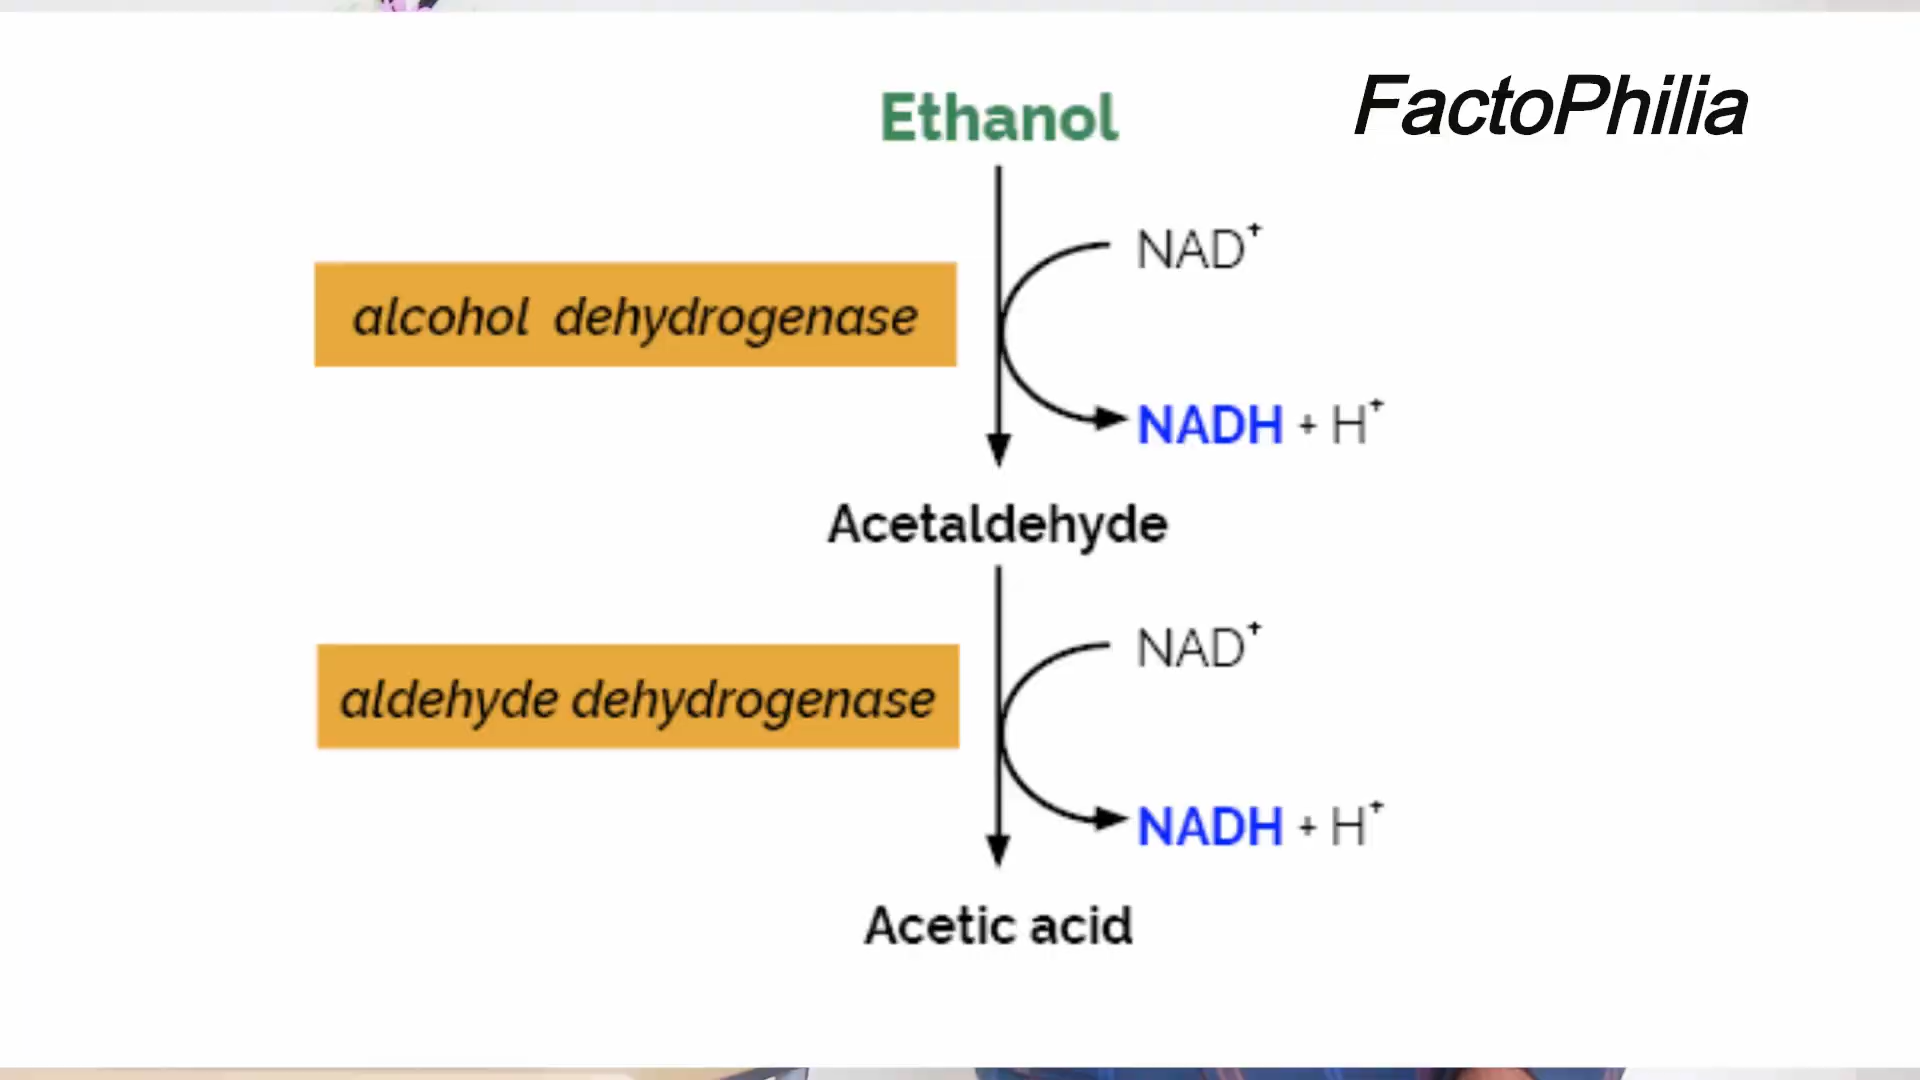 Ethanol
FactoPhilia
NAD⁺
alcohol dehydrogenase
NADH + H⁺
Acetaldehyde
NAD⁺
aldehyde dehydrogenase
NADH + H⁺
Acetic acid